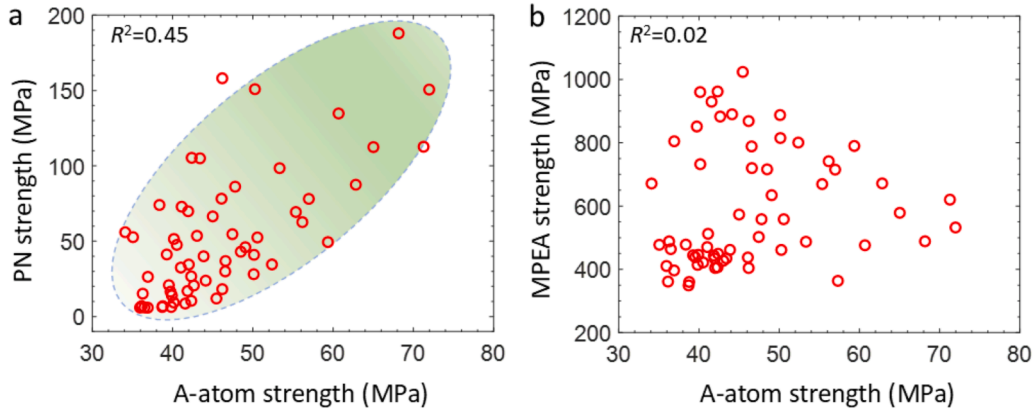 a
R²=0.45
PN strength (MPa)
200
150
100
50
0
30 40 50 60 70 80
A-atom strength (MPa)
b
R²=0.02
MPEA strength (MPa)
1200
1000
800
600
400
200
30 40 50 60 70 80
A-atom strength (MPa)